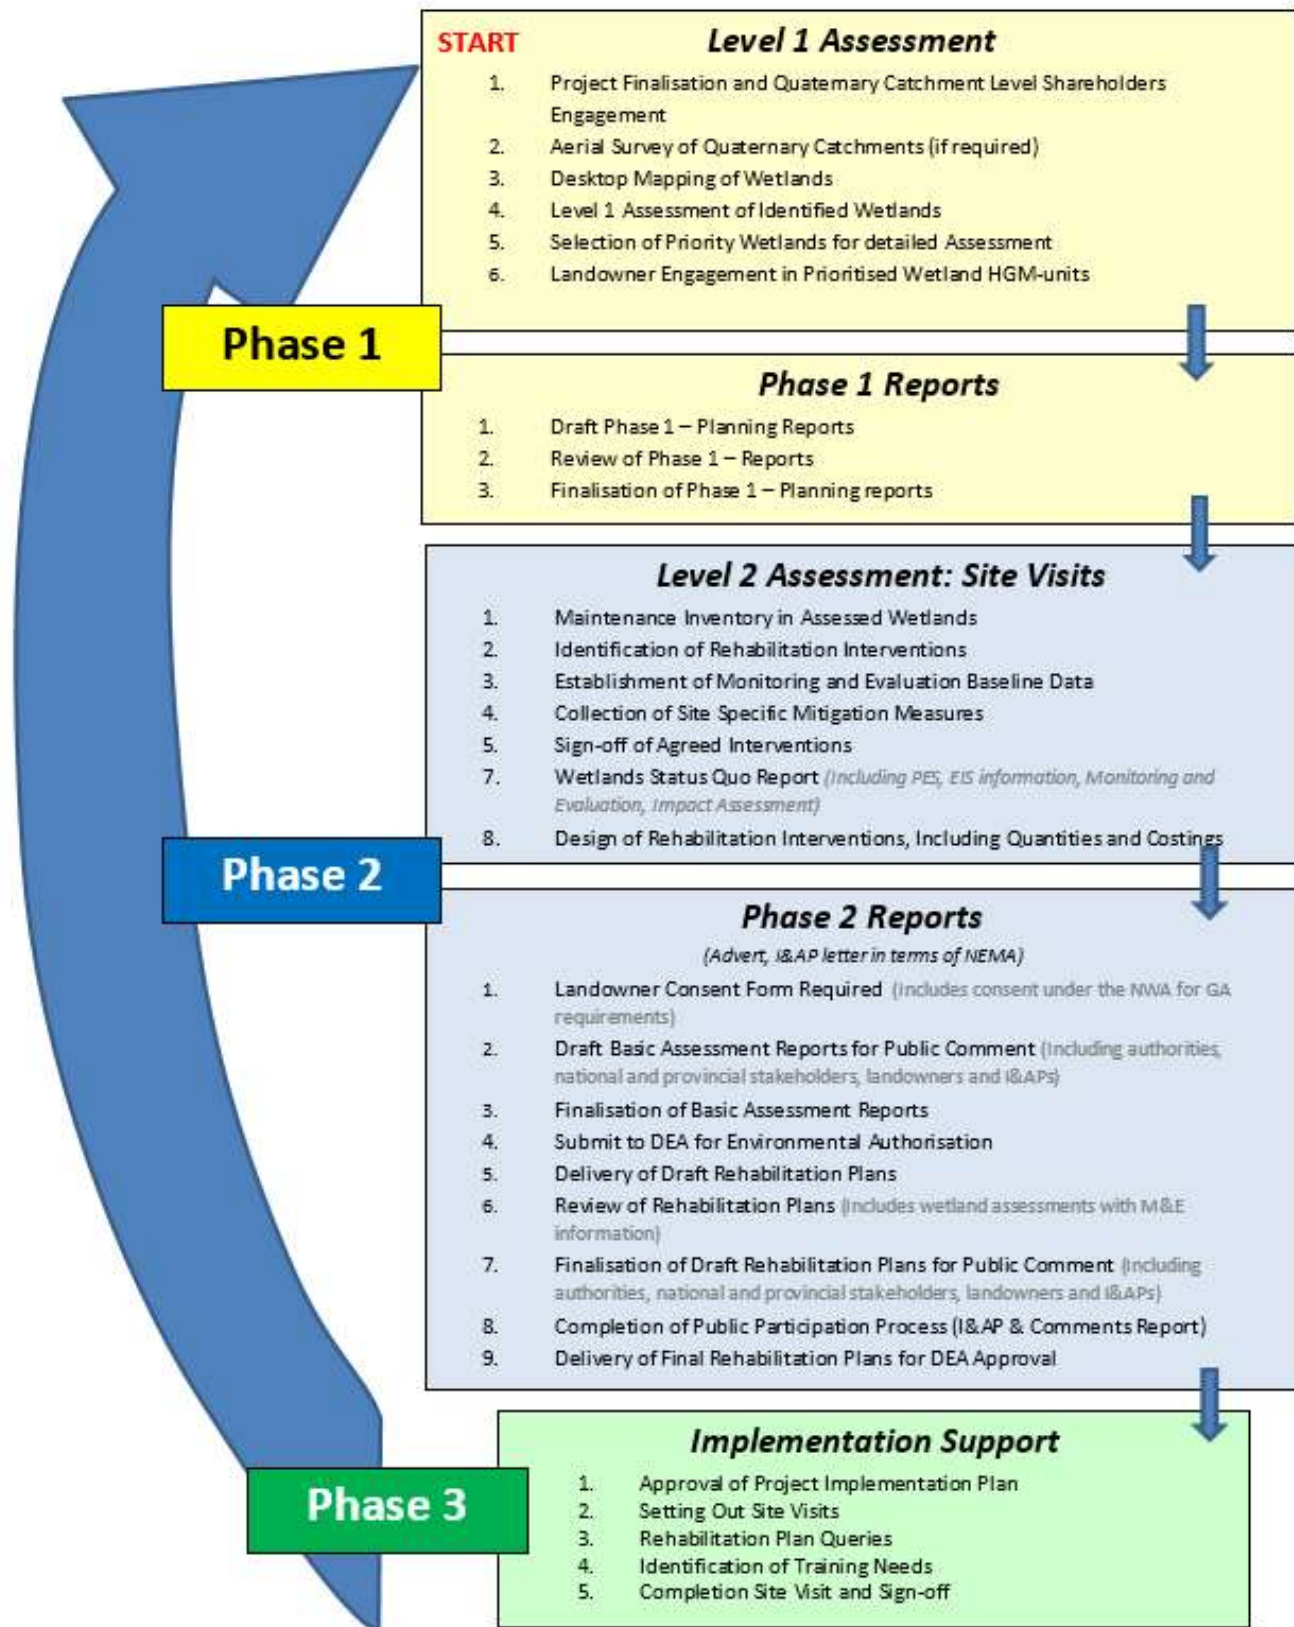 START
Level 1 Assessment
1. Project Finalisation and Quaternary Catchment Level Shareholders
Engagement
2. Aerial Survey of Quaternary Catchments (if required)
3. Desktop Mapping of Wetlands
4. Level 1 Assessment of Identified Wetlands
5. Selection of Priority Wetlands for detailed Assessment
6. Landowner Engagement in Prioritised Wetland HGM-units
Phase 1
Phase 1 Reports
1. Draft Phase 1 – Planning Reports
2. Review of Phase 1 – Reports
3. Finalisation of Phase 1 – Planning reports
Level 2 Assessment: Site Visits
1. Maintenance Inventory in Assessed Wetlands
2. Identification of Rehabilitation Interventions
3. Establishment of Monitoring and Evaluation Baseline Data
4. Collection of Site Specific Mitigation Measures
5. Sign-off of Agreed Interventions
7. Wetlands Status Quo Report (Including PES, EIS information, Monitoring and
Evaluation, Impact Assessment)
8. Design of Rehabilitation Interventions, Including Quantities and Costings
Phase 2
Phase 2 Reports
(Advert, I&AP letter in terms of NEMA)
1. Landowner Consent Form Required (Includes consent under the NWA for GA
requirements)
2. Draft Basic Assessment Reports for Public Comment (Including authorities,
national and provincial stakeholders, landowners and I&APs)
3. Finalisation of Basic Assessment Reports
4. Submit to DEA for Environmental Authorisation
5. Delivery of Draft Rehabilitation Plans
6. Review of Rehabilitation Plans (Includes wetland assessments with M&E
information)
7. Finalisation of Draft Rehabilitation Plans for Public Comment (Including
authorities, national and provincial stakeholders, landowners and I&APs)
8. Completion of Public Participation Process (I&AP & Comments Report)
9. Delivery of Final Rehabilitation Plans for DEA Approval
Phase 3
Implementation Support
1. Approval of Project Implementation Plan
2. Setting Out Site Visits
3. Rehabilitation Plan Queries
4. Identification of Training Needs
5. Completion Site Visit and Sign-off